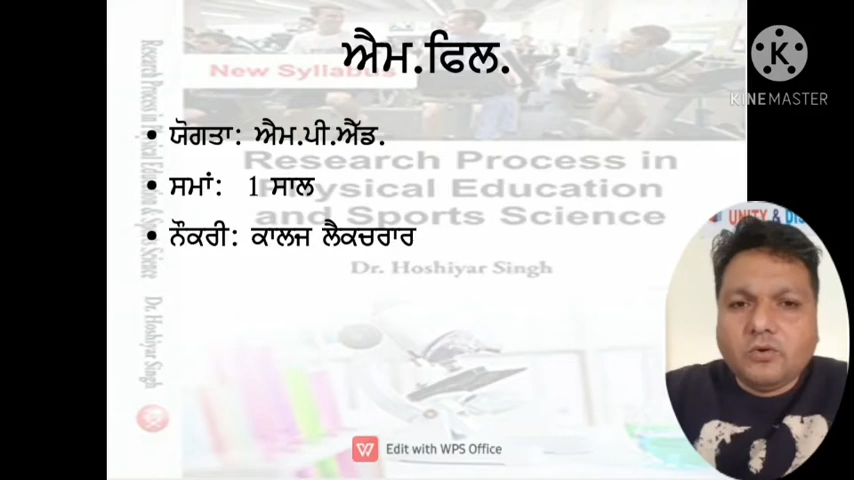 ਐਮ.ਫਿਲ.
New Syllabus
KINEMASTER
• ਯੋਗਤਾ: ਐਮ.ਪੀ.ਐੱਡ.
• ਸਮਾਂ: 1 ਸਾਲ
• ਨੌਕਰੀ: ਕਾਲਜ ਲੈਕਚਰਾਰ
Research Process in
Physical Education
and Sports Science
Dr. Hoshiyar Singh
Research Process in Physical Education & Sports Science Dr. Hoshiyar Singh
UNITY &
Edit with WPS Office